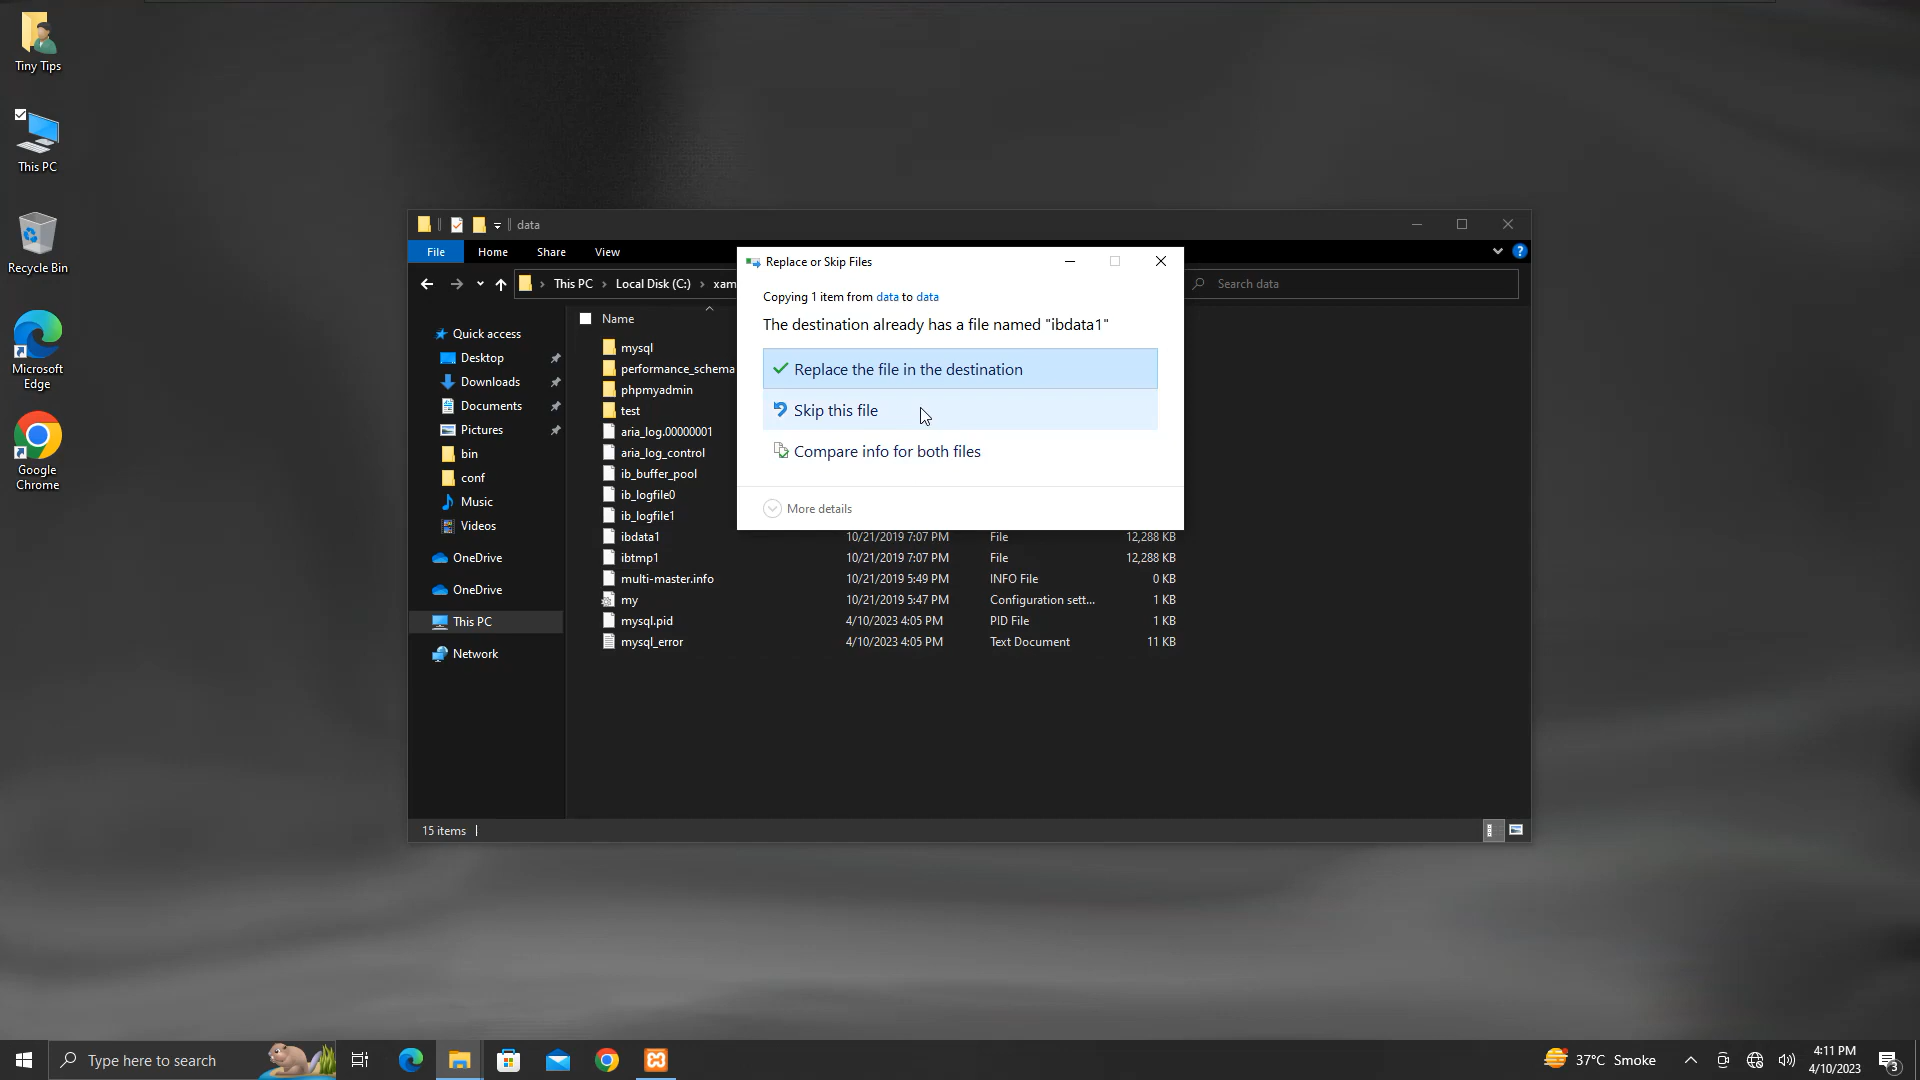 Tiny Tips
This PC
Recycle Bin
Microsoft
Edge
Google
Chrome
data
File
Home
Share
View
This PC
Local Disk (C:)
xam
Search data
Quick access
Desktop
Downloads
Documents
Pictures
bin
conf
Music
Videos
OneDrive
OneDrive
This PC
Network
Name
mysql
performance_schema
phpmyadmin
test
aria_log.00000001
aria_log_control
ib_buffer_pool
ib_logfile0
ib_logfile1
ibdata1 10/21/2019 7:07 PM File 12,288 KB
ibtmp1 10/21/2019 7:07 PM File 12,288 KB
multi-master.info 10/21/2019 5:49 PM INFO File 0 KB
my 10/21/2019 5:47 PM Configuration sett... 1 KB
mysql.pid 4/10/2023 4:05 PM PID File 1 KB
mysql_error 4/10/2023 4:05 PM Text Document 11 KB
15 items
Replace or Skip Files
Copying 1 item from data to data
The destination already has a file named "ibdata1"
Replace the file in the destination
Skip this file
Compare info for both files
More details
Type here to search
37°C Smoke
4:11 PM
4/10/2023
3